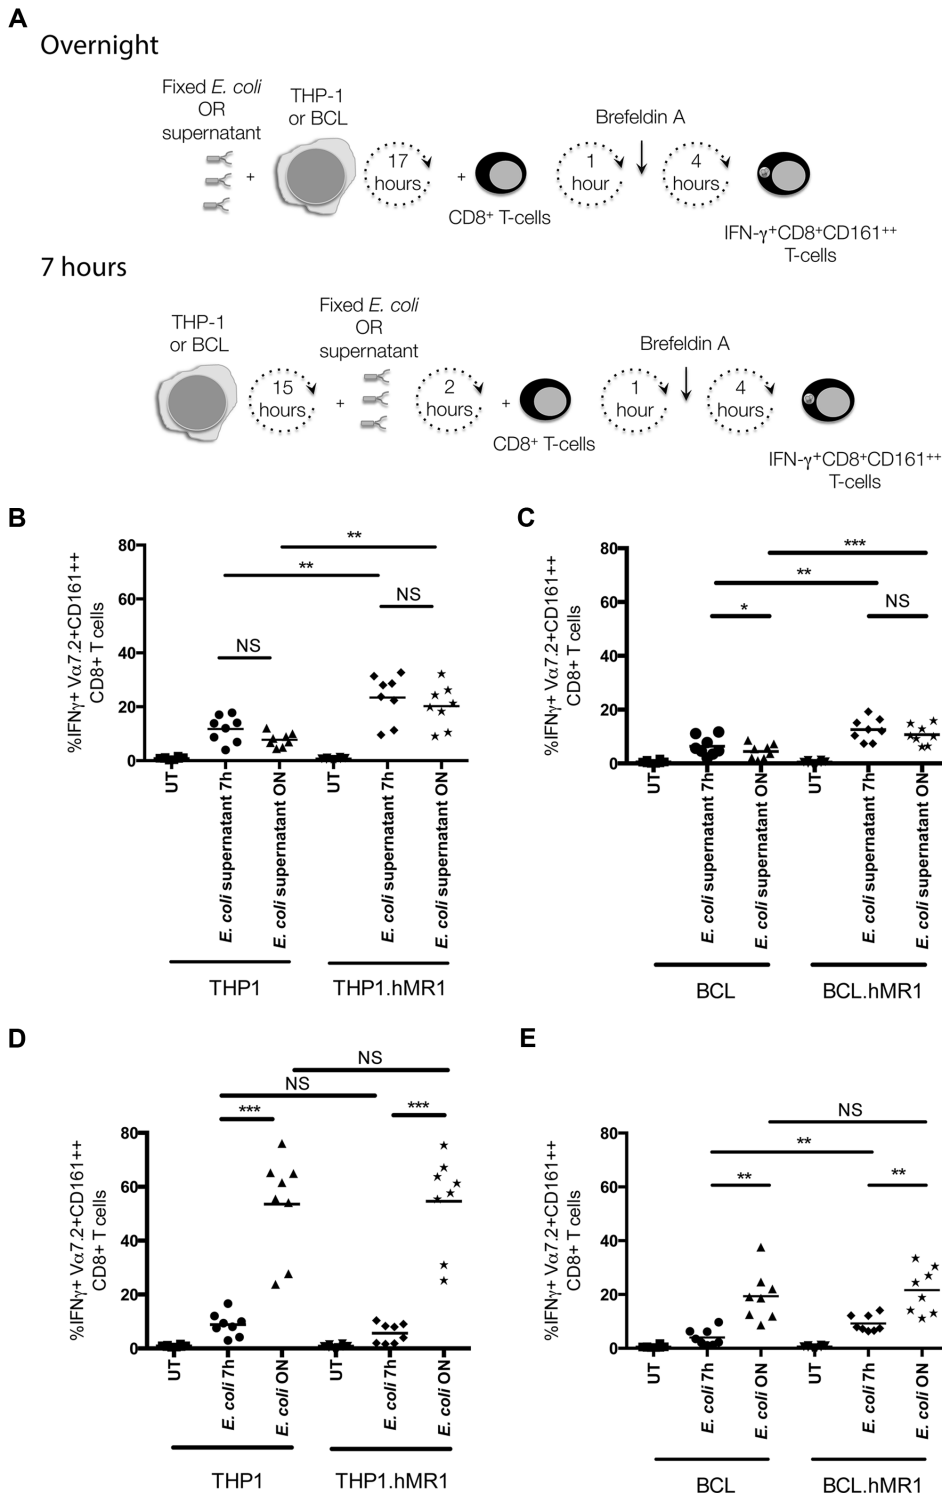 A
Overnight
Fixed E. coli
OR
supernatant
THP-1
or BCL
Brefeldin A
+
17
hours
+
1
hour
4
hours
CD8+ T-cells
IFN-γ+CD8+CD161++
T-cells
7 hours
THP-1
or BCL
Fixed E. coli
OR
supernatant
Brefeldin A
15
hours
+
2
hours
+
1
hour
4
hours
CD8+ T-cells
IFN-γ+CD8+CD161++
T-cells
B
%IFNγ+ Vα7.2+CD161++
CD8+ T cells
80
60
40
20
0
**
**
NS
NS
UT
E. coli supernatant 7h
E. coli supernatant ON
UT
E. coli supernatant 7h
E. coli supernatant ON
THP1
THP1.hMR1
C
%IFNγ+ Vα7.2+CD161++
CD8+ T cells
80
60
40
20
0
***
**
*
NS
UT
E. coli supernatant 7h
E. coli supernatant ON
UT
E. coli supernatant 7h
E. coli supernatant ON
BCL
BCL.hMR1
D
%IFNγ+ Vα7.2+CD161++
CD8+ T cells
80
60
40
20
0
NS
NS
***
***
UT
E. coli 7h
E. coli ON
UT
E. coli 7h
E. coli ON
THP1
THP1.hMR1
E
%IFNγ+ Vα7.2+CD161++
CD8+ T cells
80
60
40
20
0
NS
**
**
**
UT
E. coli 7h
E. coli ON
UT
E. coli 7h
E. coli ON
BCL
BCL.hMR1